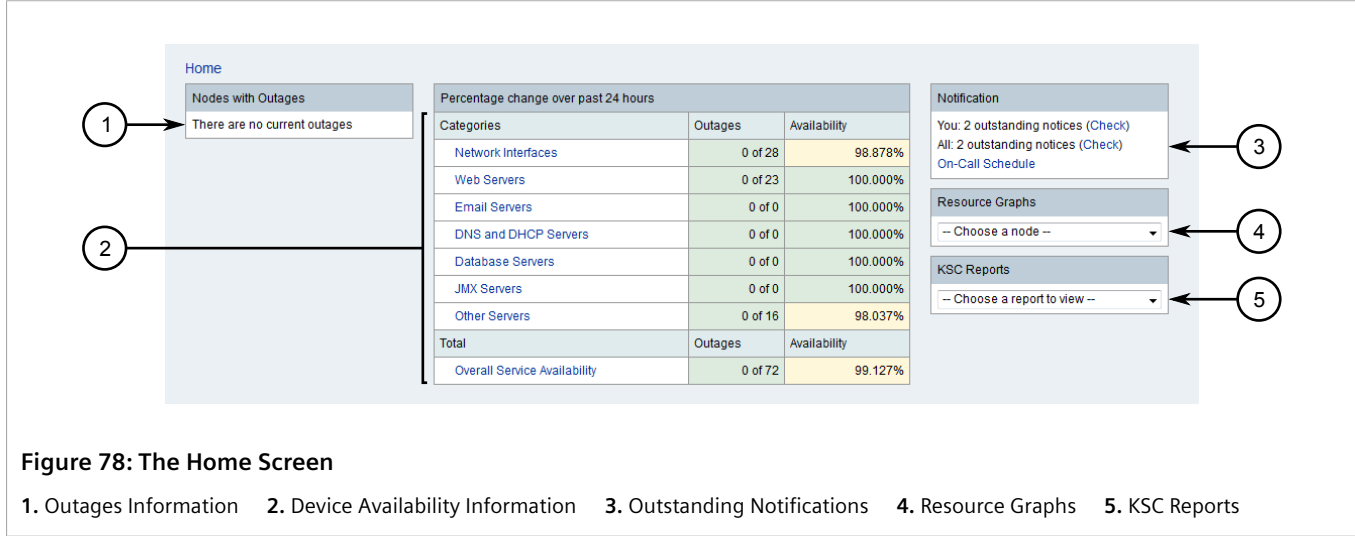 Home
Nodes with Outages
There are no current outages
Percentage change over past 24 hours
Categories Outages Availability
Network Interfaces 0 of 28 98.878%
Web Servers 0 of 23 100.000%
Email Servers 0 of 0 100.000%
DNS and DHCP Servers 0 of 0 100.000%
Database Servers 0 of 0 100.000%
JMX Servers 0 of 0 100.000%
Other Servers 0 of 16 98.037%
Total Outages Availability
Overall Service Availability 0 of 72 99.127%
Notification
You: 2 outstanding notices (Check)
All: 2 outstanding notices (Check)
On-Call Schedule
Resource Graphs
-- Choose a node --
KSC Reports
-- Choose a report to view --
1
2
3
4
5
Figure 78: The Home Screen
1. Outages Information 2. Device Availability Information 3. Outstanding Notifications 4. Resource Graphs 5. KSC Reports